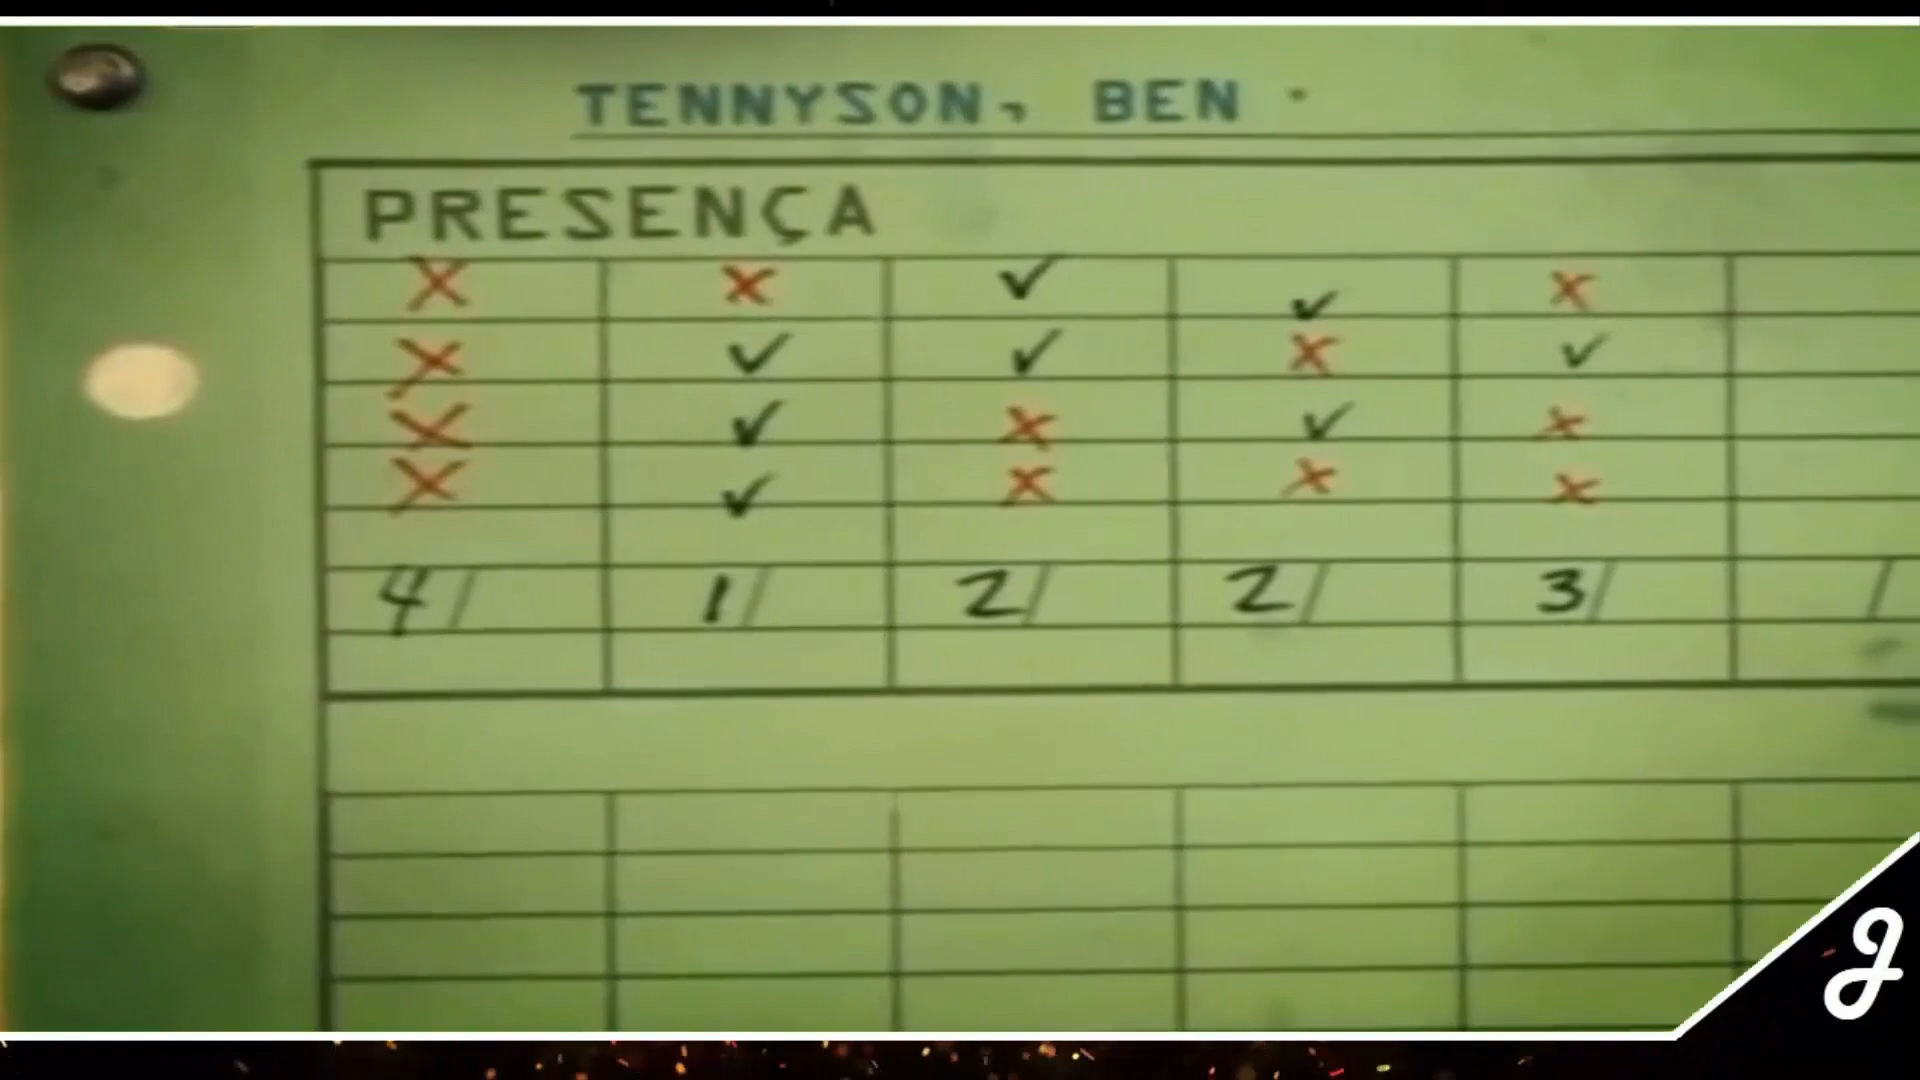 TENNYSON, BEN
PRESENÇA
X X ✓ ✓ X
X ✓ ✓ X ✓
X ✓ X ✓ X
X ✓ X X X
4/ 1/ 2/ 2/ 3/ /
J